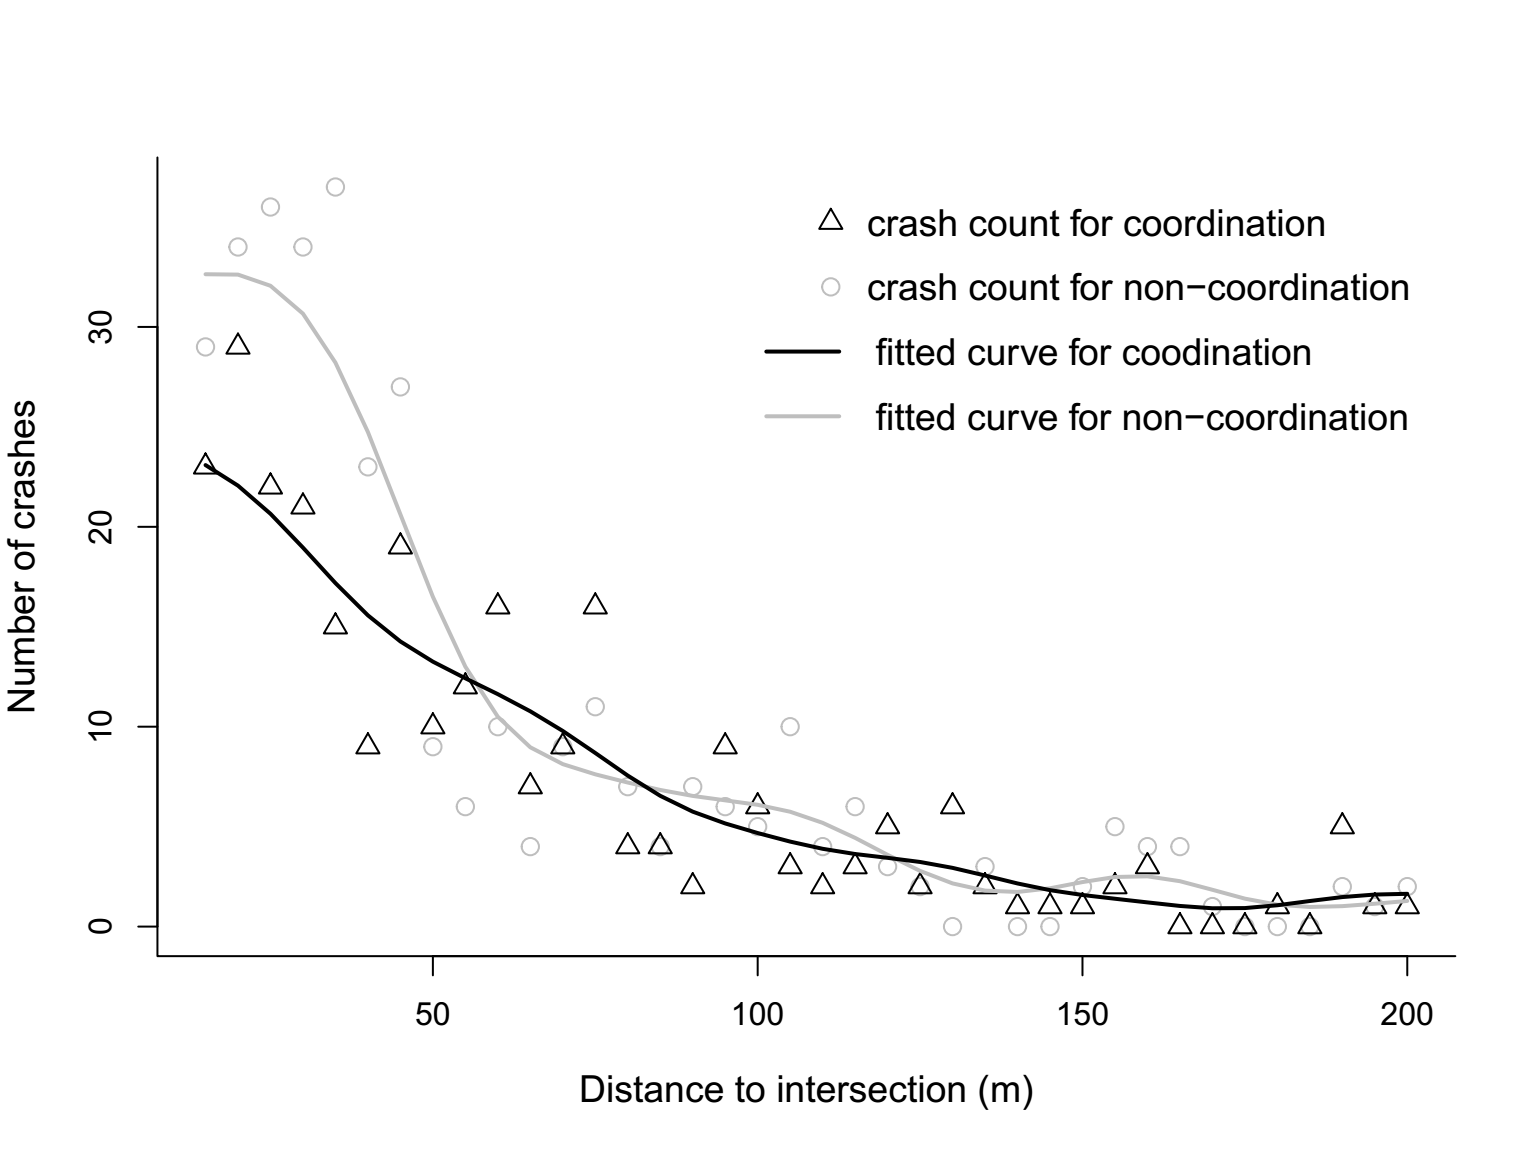 crash count for coordination
crash count for non−coordination
fitted curve for coodination
fitted curve for non−coordination
30
20
10
0
Number of crashes
50 100 150 200
Distance to intersection (m)